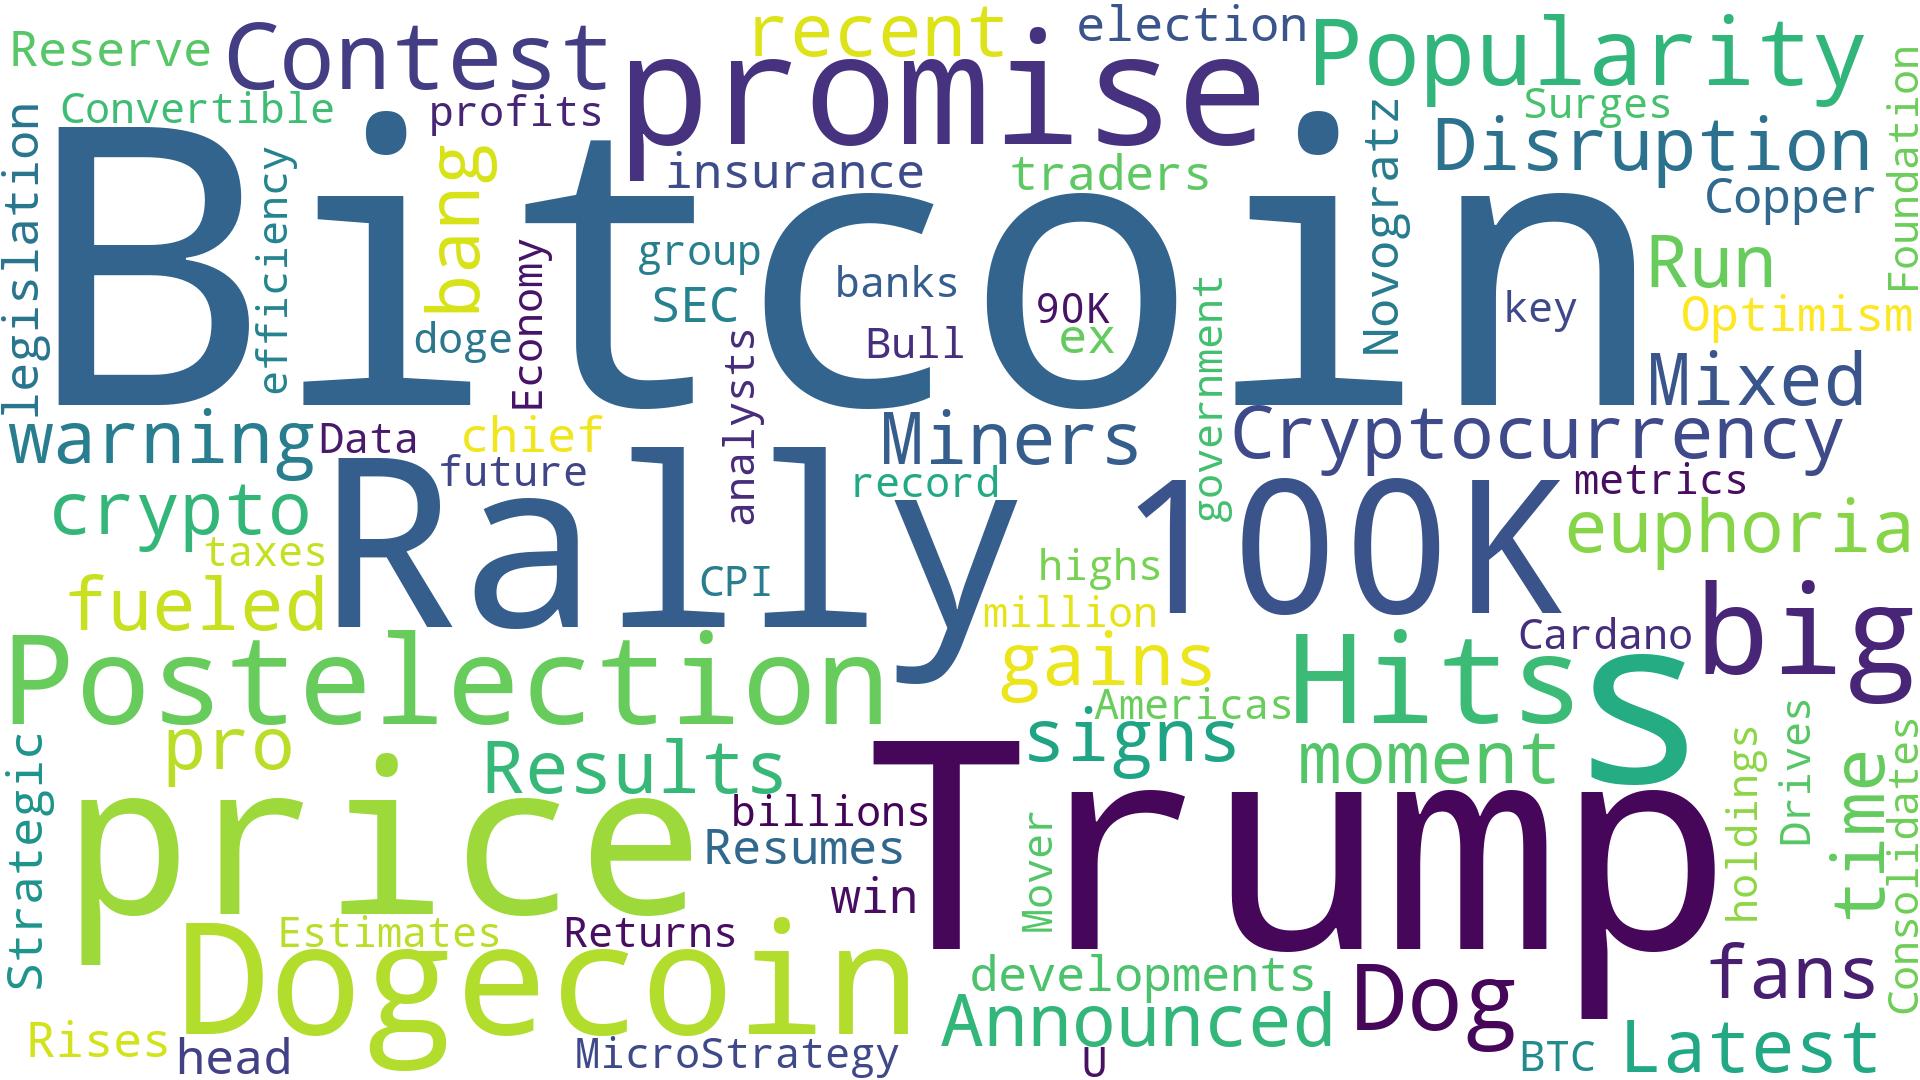 Reserve
Contest
recent
election
Popularity
Foundation
promise
Convertible
profits
Surges
legislation
Bitcoin
efficiency
bang
insurance
traders
Novogratz
Disruption
Copper
Economy
group
banks
Run
doge
SEC
90K
key
Optimism
analysts
Bull
ex
government
Mixed
warning
Data
chief
Miners
Cryptocurrency
future
record
metrics
crypto
Rally
100K
euphoria
taxes
CPI
highs
fueled
million
big
Cardano
Postelection
gains
Hits
s
Americas
pro
Results
signs
moment
Strategic
price
billions
Trump
holdings
Drives
time
Consolidates
Resumes
Mover
win
Estimates
Returns
Dogecoin
developments
Dog
fans
Announced
Rises
head
MicroStrategy
U
BTC
Latest